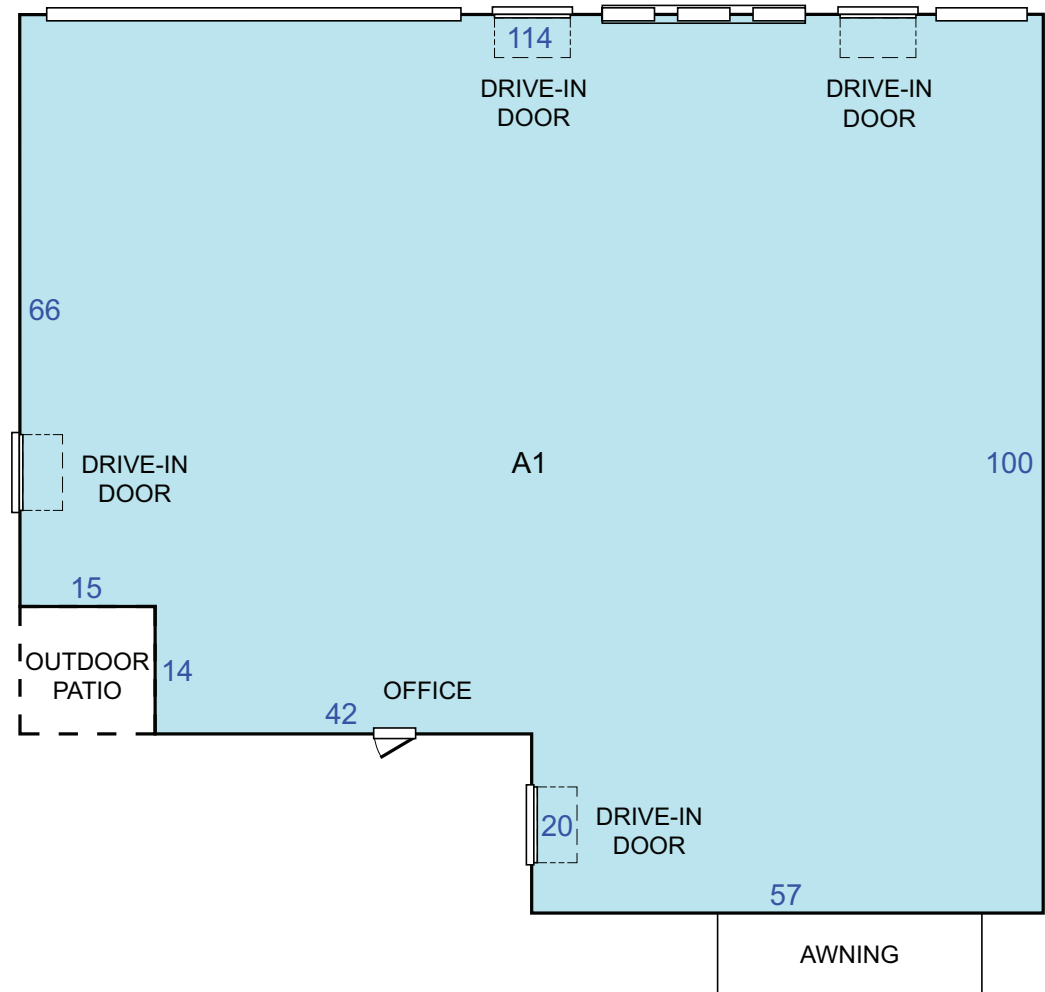 114
DRIVE-IN
DOOR
DRIVE-IN
DOOR
66
DRIVE-IN
DOOR
A1
100
15
OUTDOOR
PATIO
14
42
OFFICE
20
DRIVE-IN
DOOR
57
AWNING